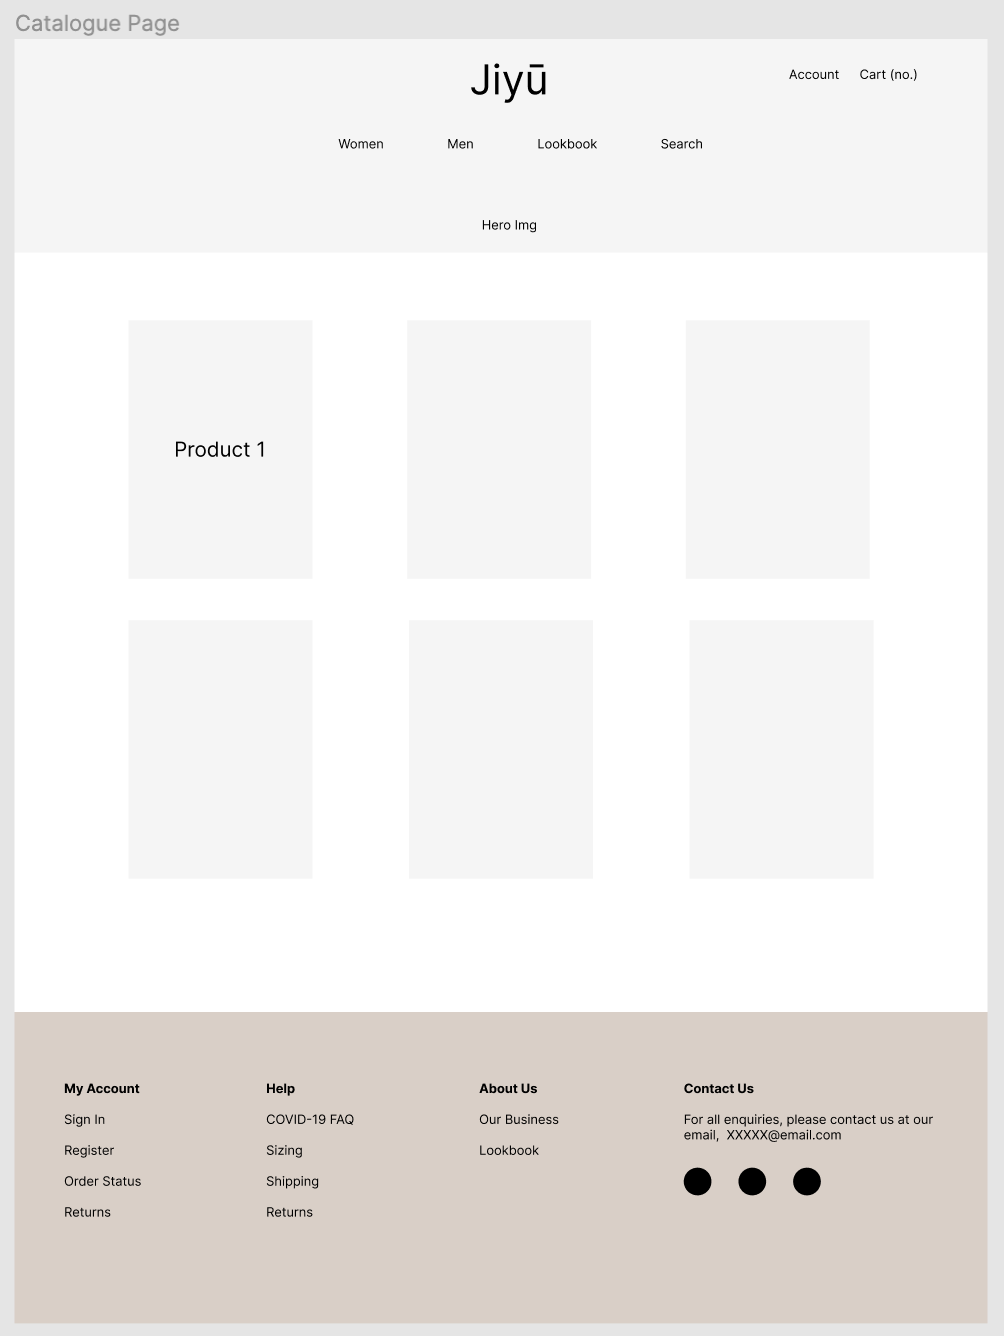 Catalogue Page
Jiyū
Account Cart (no.)
Women Men Lookbook Search
Hero Img
Product 1
My Account
Sign In
Register
Order Status
Returns
Help
COVID-19 FAQ
Sizing
Shipping
Returns
About Us
Our Business
Lookbook
Contact Us
For all enquiries, please contact us at our
email, XXXXX@email.com